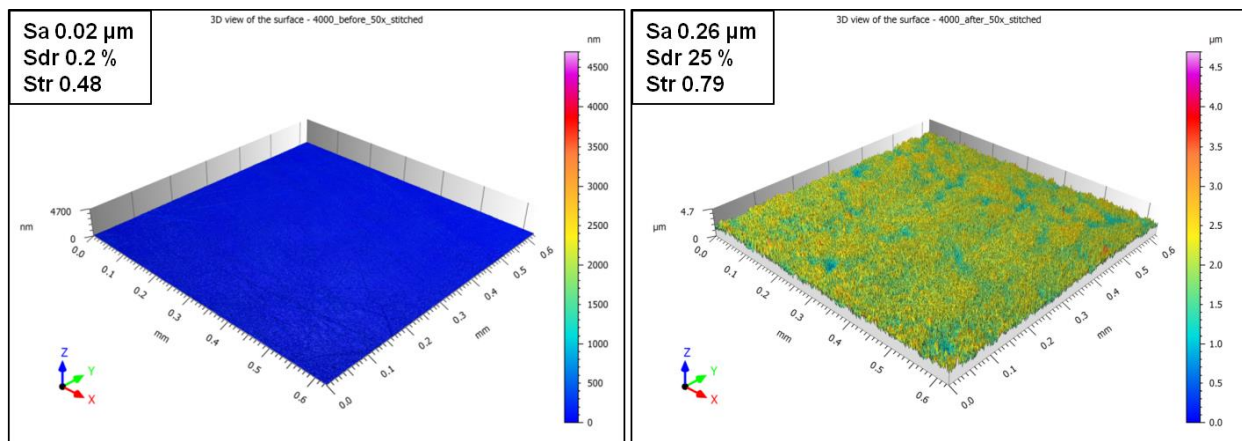 3D view of the surface - 4000_before_50x_stitched
Sa 0.02 µm
Sdr 0.2 %
Str 0.48
nm
4500
4000
3500
3000
2500
2000
1500
1000
500
0
4700
nm
0
0.0
0.1
0.2
0.3
0.4
0.5
0.6
mm
0.0
0.1
0.2
0.3
0.4
0.5
0.6
mm
Z
Y
X
3D view of the surface - 4000_after_50x_stitched
Sa 0.26 µm
Sdr 25 %
Str 0.79
µm
4.5
4.0
3.5
3.0
2.5
2.0
1.5
1.0
0.5
0.0
4.7
µm
0
0.0
0.1
0.2
0.3
0.4
0.5
0.6
mm
0.0
0.1
0.2
0.3
0.4
0.5
0.6
mm
Z
Y
X